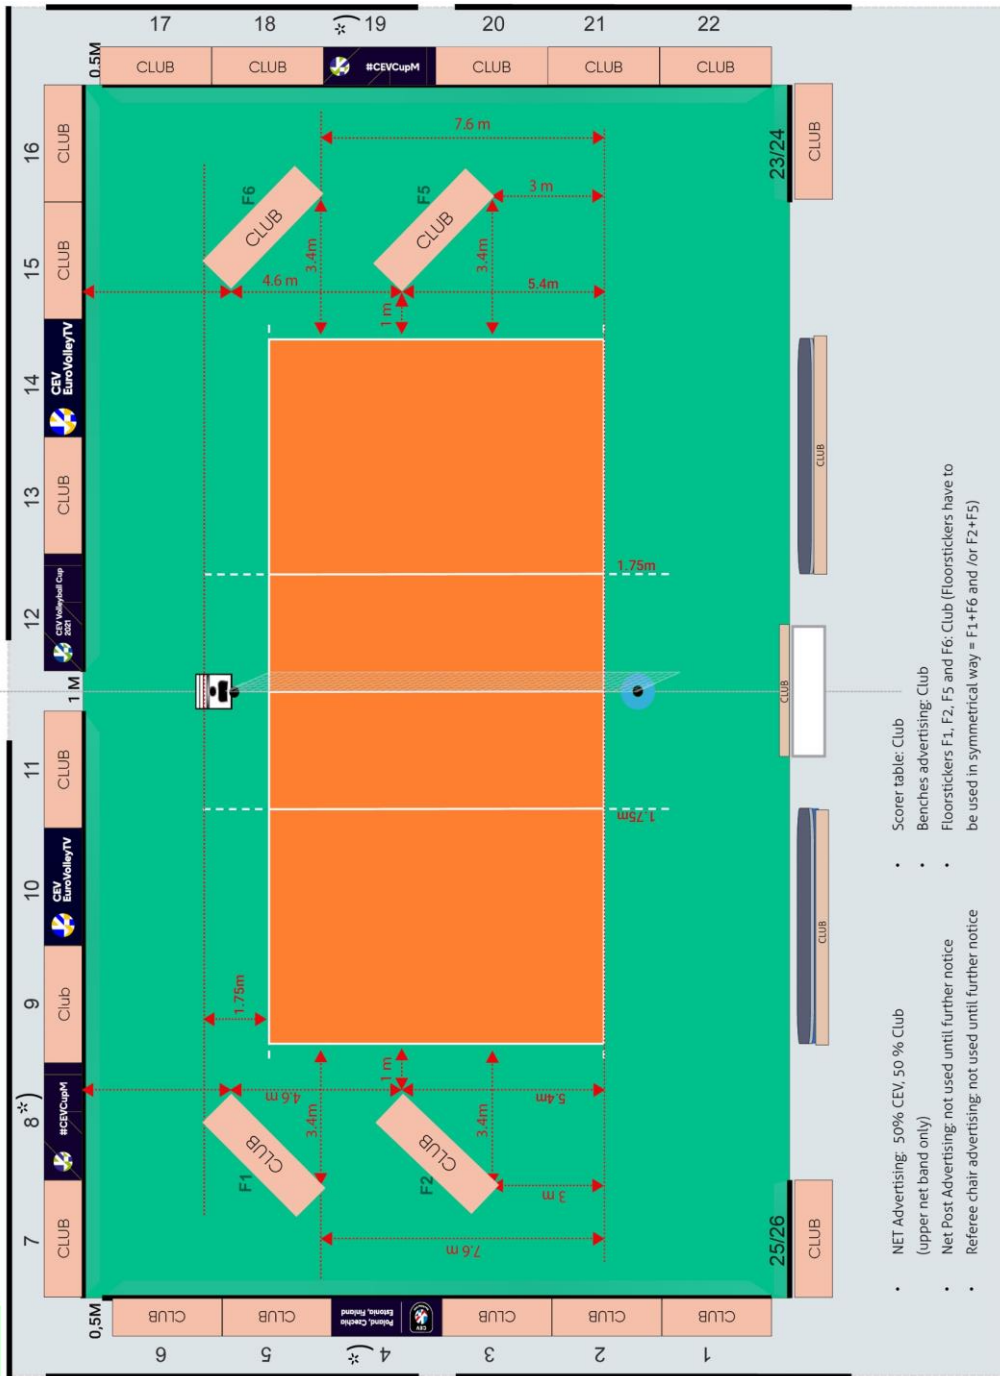 7
8
*)
9
10
11
12
13
14
15
16
CLUB
#CEVCupM
Club
CEV
EuroVolleyTV
CLUB
CEV Volleyball Cup
2021
CLUB
CEV
EuroVolleyTV
CLUB
CLUB
0,5M
1 M
0.5M
6
CLUB
5
CLUB
4
*)
Poland, Czechia
Estonia, Finland
CEV
3
CLUB
2
CLUB
1
CLUB
17
CLUB
18
CLUB
19
*)
#CEVCupM
20
CLUB
21
CLUB
22
CLUB
F1
CLUB
F2
CLUB
4.6 m
1.75m
3.4m
1 m
5.4m
3.4m
3 m
7.6 m
1.75m
1.75m
F6
CLUB
F5
CLUB
4.6 m
3.4m
1 m
5.4m
3.4m
3 m
7.6 m
25/26
CLUB
CLUB
CLUB
CLUB
23/24
CLUB
• NET Advertising: 50% CEV, 50 % Club
(upper net band only)
• Net Post Advertising: not used until further notice
• Referee chair advertising: not used until further notice
• Scorer table: Club
• Benches advertising: Club
• Floorstickers F1, F2, F5 and F6: Club (Floorstickers have to
be used in symmetrical way = F1+F6 and /or F2+F5)